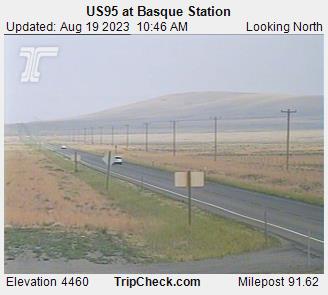 US95 at Basque Station
Updated: Aug 19 2023 10:46 AM Looking North
Elevation 4460 TripCheck.com Milepost 91.62